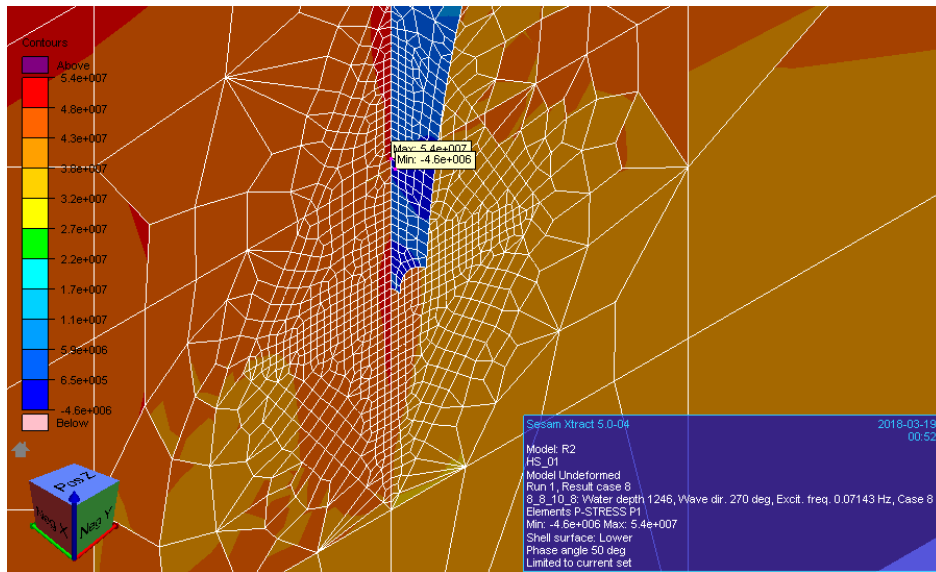 Contours
Above
5.4e+007
4.8e+007
4.3e+007
3.8e+007
3.2e+007
2.7e+007
2.2e+007
1.7e+007
1.1e+007
5.9e+006
6.5e+005
-4.6e+006
Below
Max: 5.4e+007
Min: -4.6e+006
Pos Z
Neg X
Neg Y
Sesam Xtract 5.0-04
2018-03-19
00:52
Model: R2
HS_01
Model Undeformed
Run 1, Result case 8
8_8_10_8: Water depth 1246, Wave dir. 270 deg, Excit. freq. 0.07143 Hz, Case 8
Elements P-STRESS P1
Min: -4.6e+006 Max: 5.4e+007
Shell surface: Lower
Phase angle 50 deg
Limited to current set